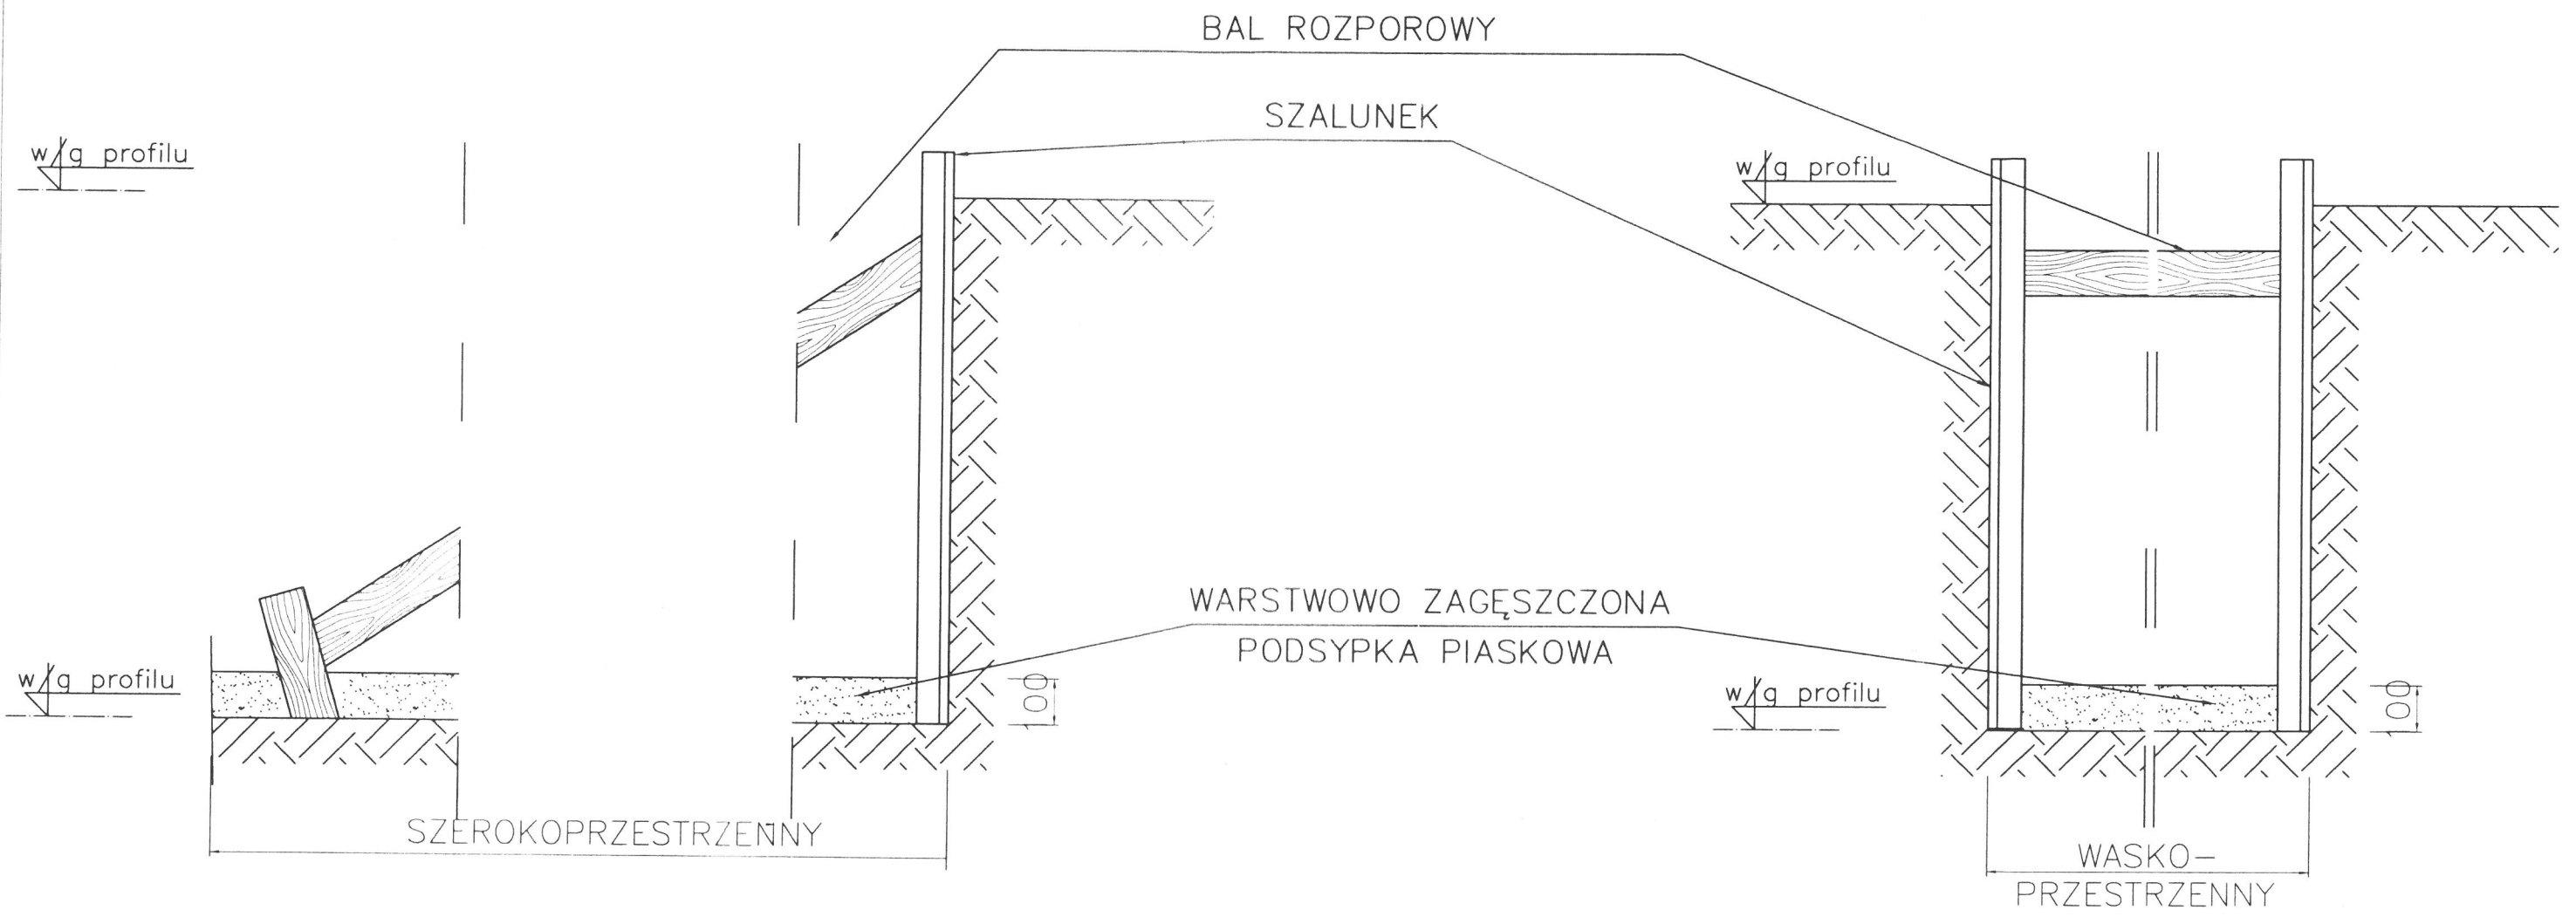 BAL ROZPOROWY
SZALUNEK
w/g profilu
w/g profilu
WARSTWOWO ZAGĘSZCZONA
PODSYPKA PIASKOWA
w/g profilu
w/g profilu
100
100
SZEROKOPRZESTRZENNY
WASKO-
PRZESTRZENNY